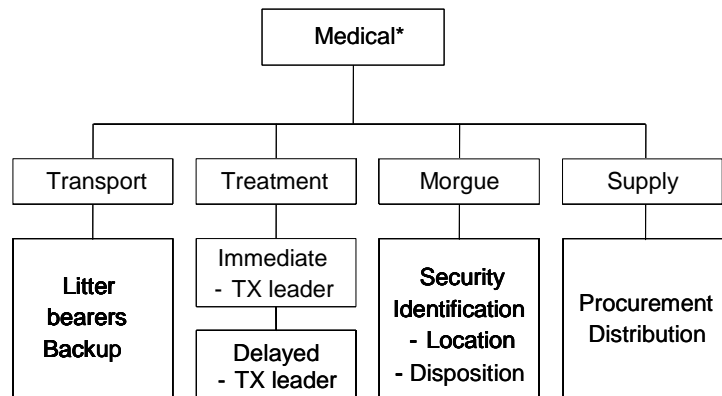 Medical*
Transport
Treatment
Morgue
Supply
Litter
bearers
Backup
Immediate
- TX leader
Delayed
- TX leader
Security
Identification
- Location
- Disposition
Procurement
Distribution